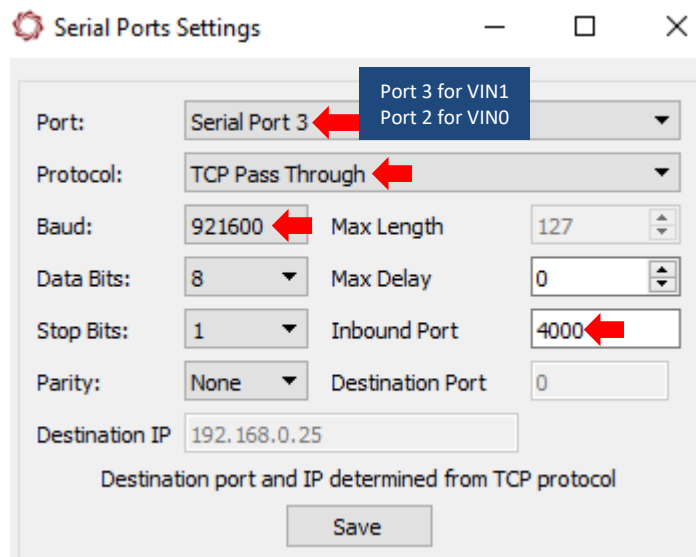 Serial Ports Settings
Port 3 for VIN1
Port 2 for VIN0
Port: Serial Port 3
Protocol: TCP Pass Through
Baud: 921600 Max Length 127
Data Bits: 8 Max Delay 0
Stop Bits: 1 Inbound Port 4000
Parity: None Destination Port 0
Destination IP 192.168.0.25
Destination port and IP determined from TCP protocol
Save